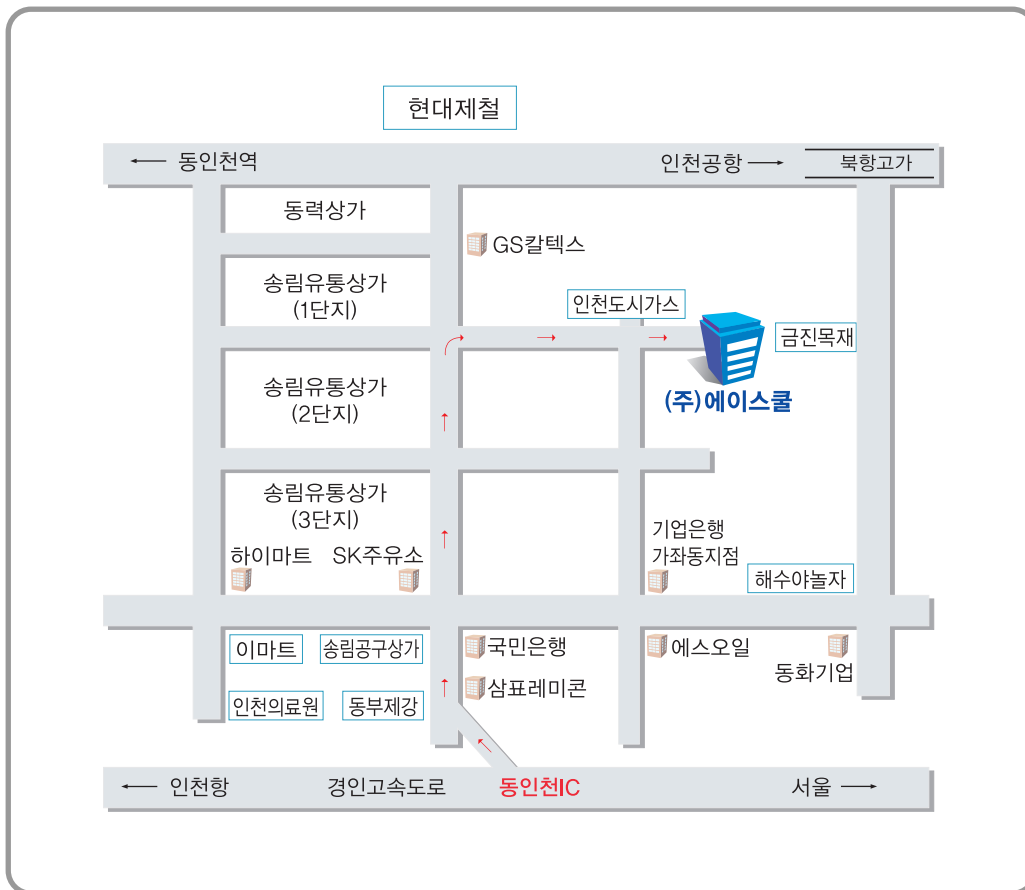 현대제철
← 동인천역
인천공항 →
북항고가
동력상가
GS칼텍스
송림유통상가
(1단지)
인천도시가스
금진목재
(주)에이스쿨
송림유통상가
(2단지)
송림유통상가
(3단지)
하이마트
SK주유소
기업은행
가좌동지점
해수야놀자
이마트
송림공구상가
국민은행
에스오일
동화기업
인천의료원
동부제강
삼표레미콘
← 인천항
경인고속도로
동인천IC
서울 →